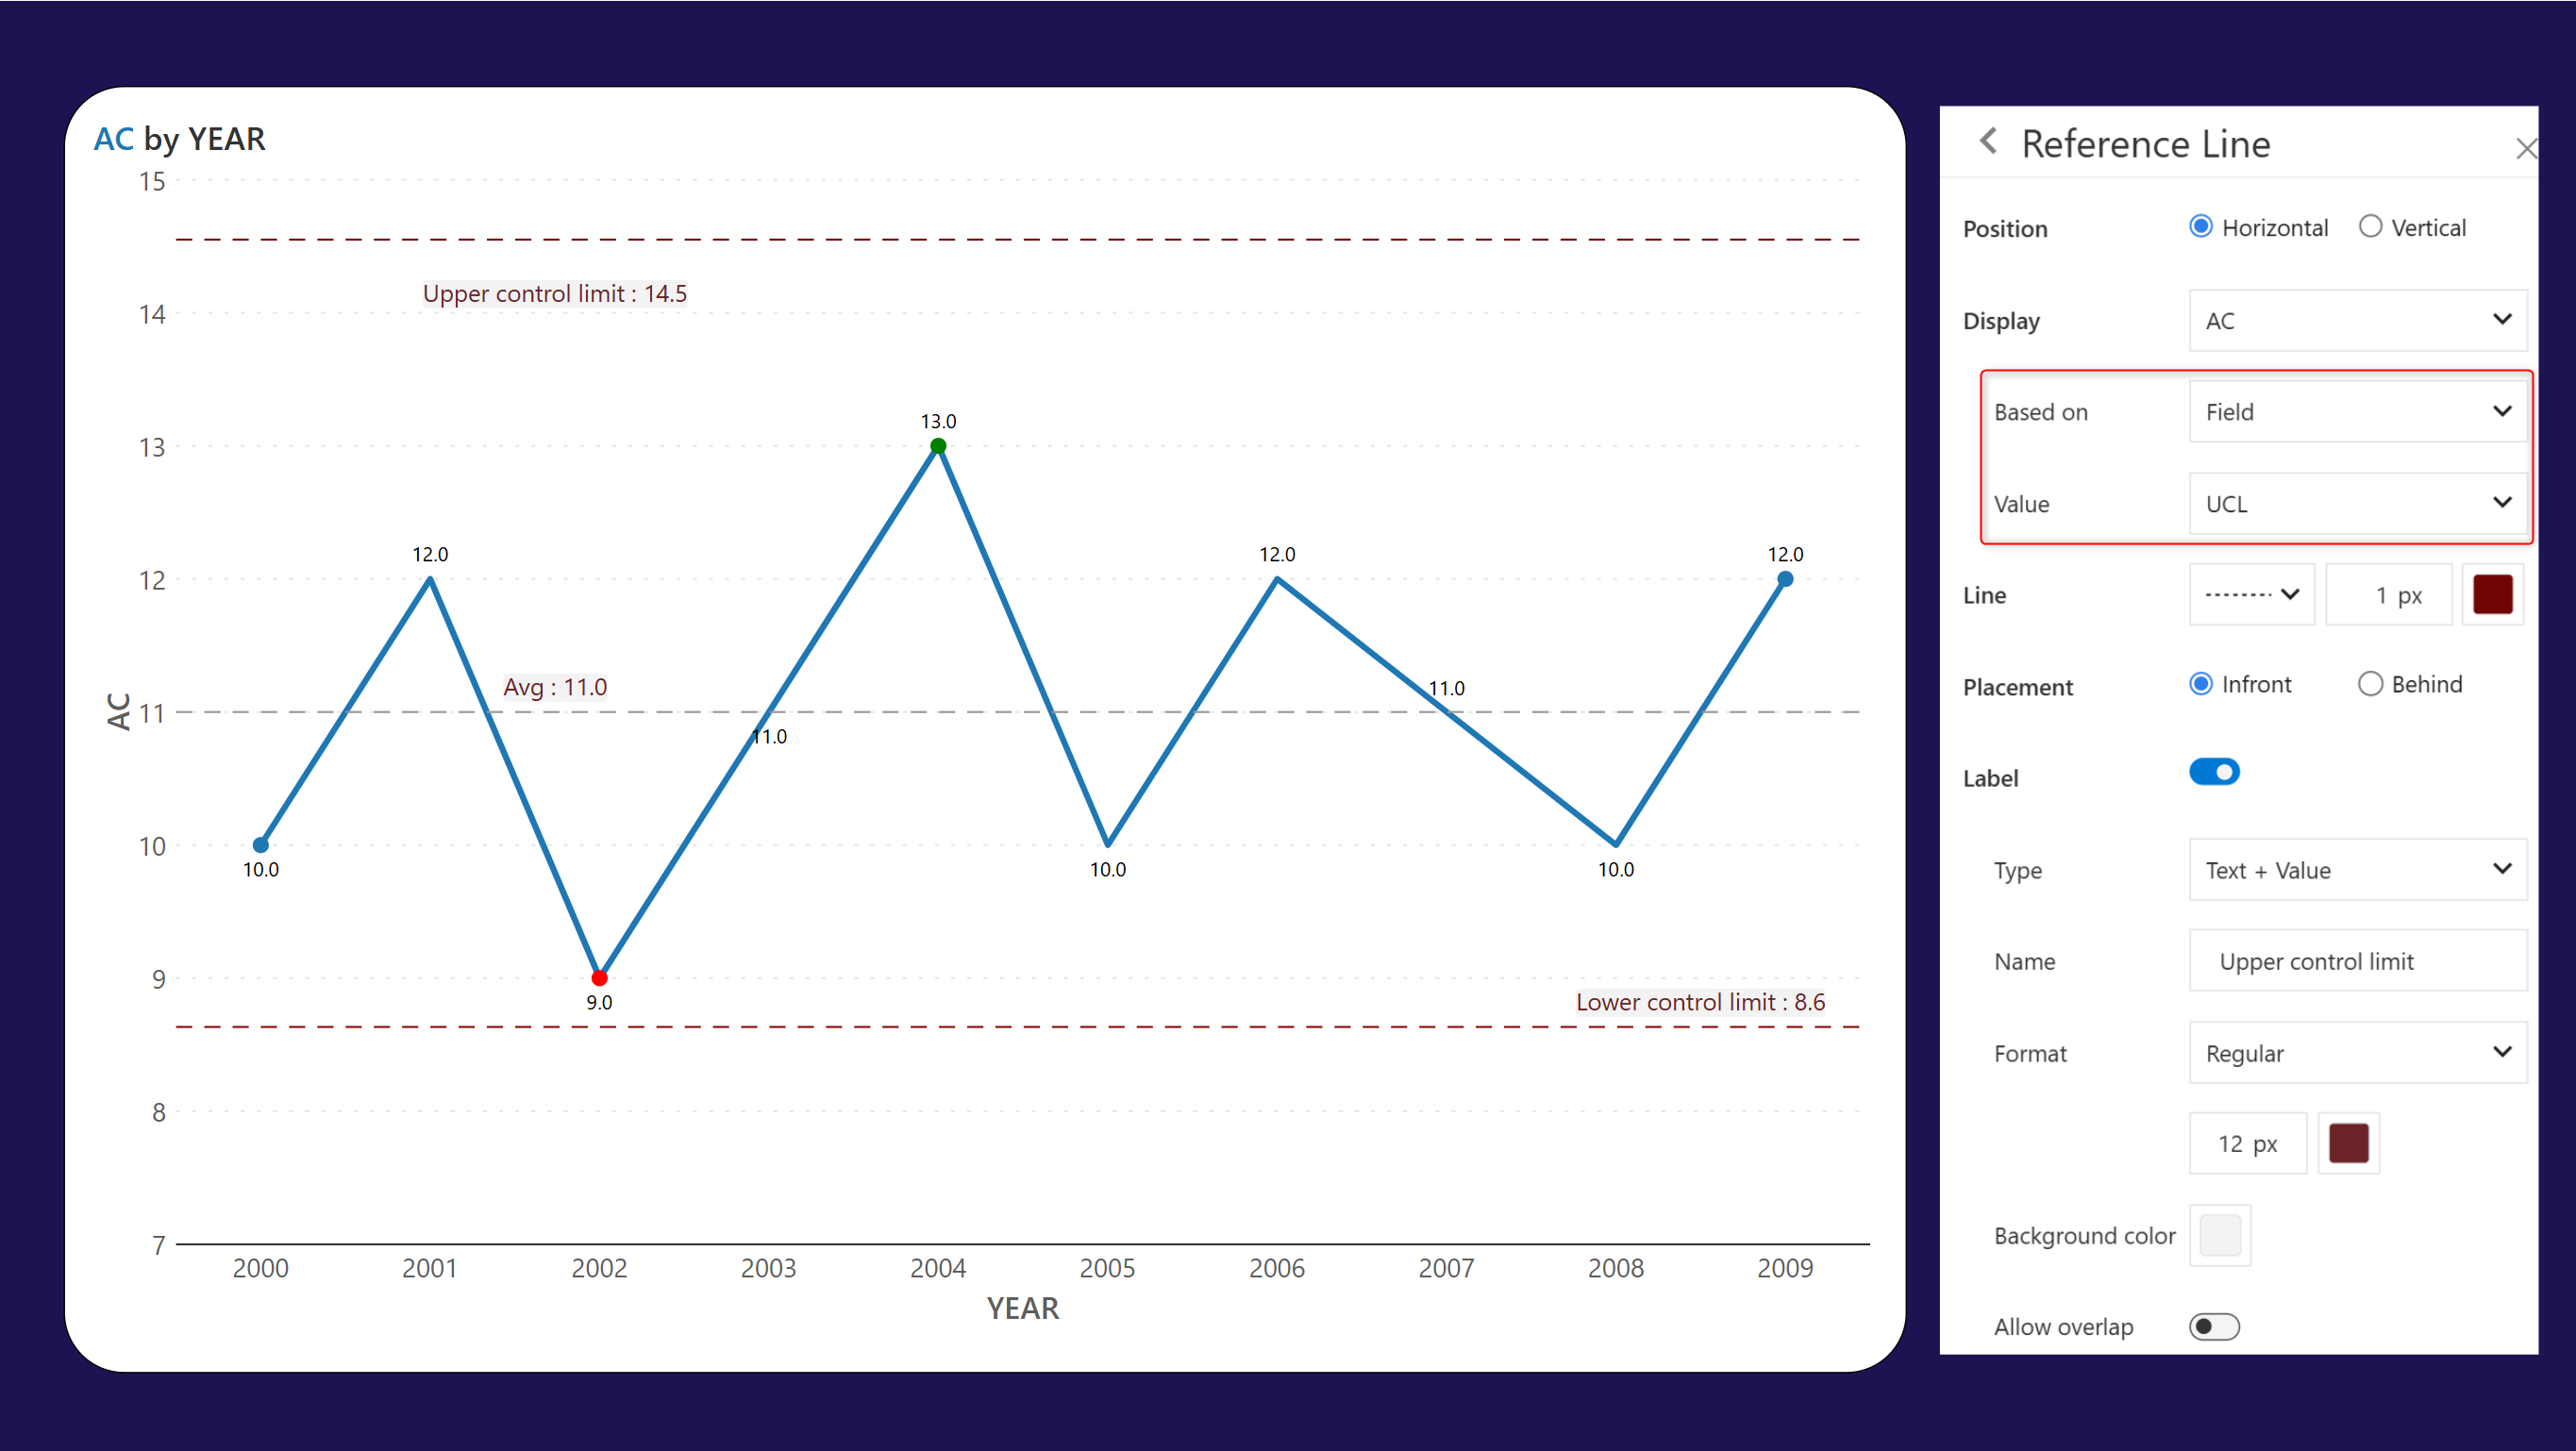 AC by YEAR
15
Upper control limit : 14.5
14
13.0
13
12.0
12.0
12.0
12
Avg : 11.0
11.0
AC
11
11.0
10
10.0
10.0
10.0
9
9.0
Lower control limit : 8.6
8
7
2000 2001 2002 2003 2004 2005 2006 2007 2008 2009
YEAR
Reference Line
Position Horizontal Vertical
Display AC
Based on Field
Value UCL
Line 1 px
Placement Infront Behind
Label
Type Text + Value
Name Upper control limit
Format Regular
12 px
Background color
Allow overlap